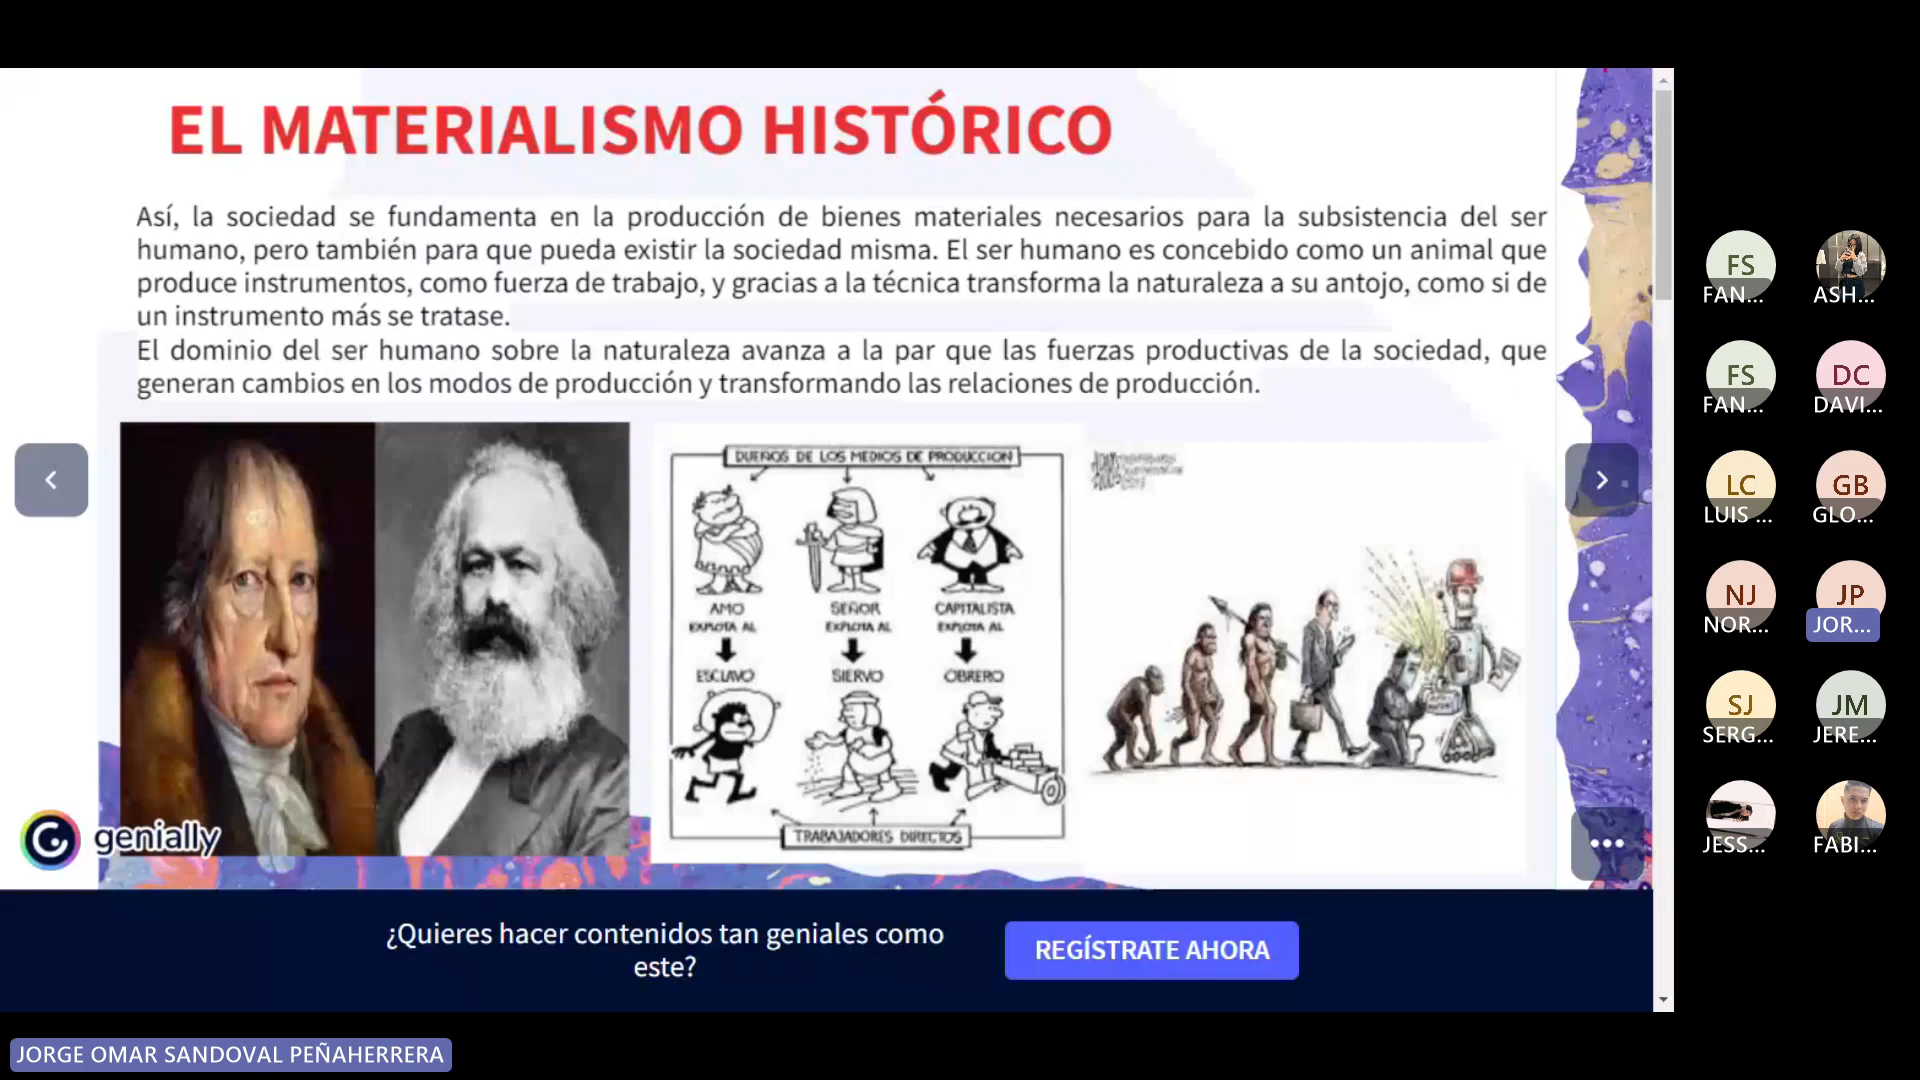 EL MATERIALISMO HISTÓRICO
Así, la sociedad se fundamenta en la producción de bienes materiales necesarios para la subsistencia del ser
humano, pero también para que pueda existir la sociedad misma. El ser humano es concebido como un animal que
produce instrumentos, como fuerza de trabajo, y gracias a la técnica transforma la naturaleza a su antojo, como si de
un instrumento más se tratase.
El dominio del ser humano sobre la naturaleza avanza a la par que las fuerzas productivas de la sociedad, que
generan cambios en los modos de producción y transformando las relaciones de producción.
DUEÑOS DE LOS MEDIOS DE PRODUCCION
AMO SEÑOR CAPITALISTA
EXPLOTA AL EXPLOTA AL EXPLOTA AL
ESCLAVO SIERVO OBRERO
TRABAJADORES DIRECTOS
genially
¿Quieres hacer contenidos tan geniales como
este?
REGÍSTRATE AHORA
JORGE OMAR SANDOVAL PEÑAHERRERA
FS
FAN... ASH...
FS DC
FAN... DAVI...
LC GB
LUIS ... GLO...
NJ JP
NOR... JOR...
SJ JM
SERG... JERE...
JESS... FABI...